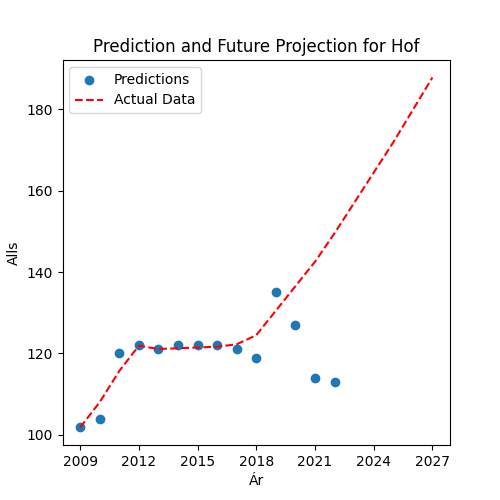 Prediction and Future Projection for Hof
Predictions
Actual Data
Alls
180
160
140
120
100
2009 2012 2015 2018 2021 2024 2027
Ár